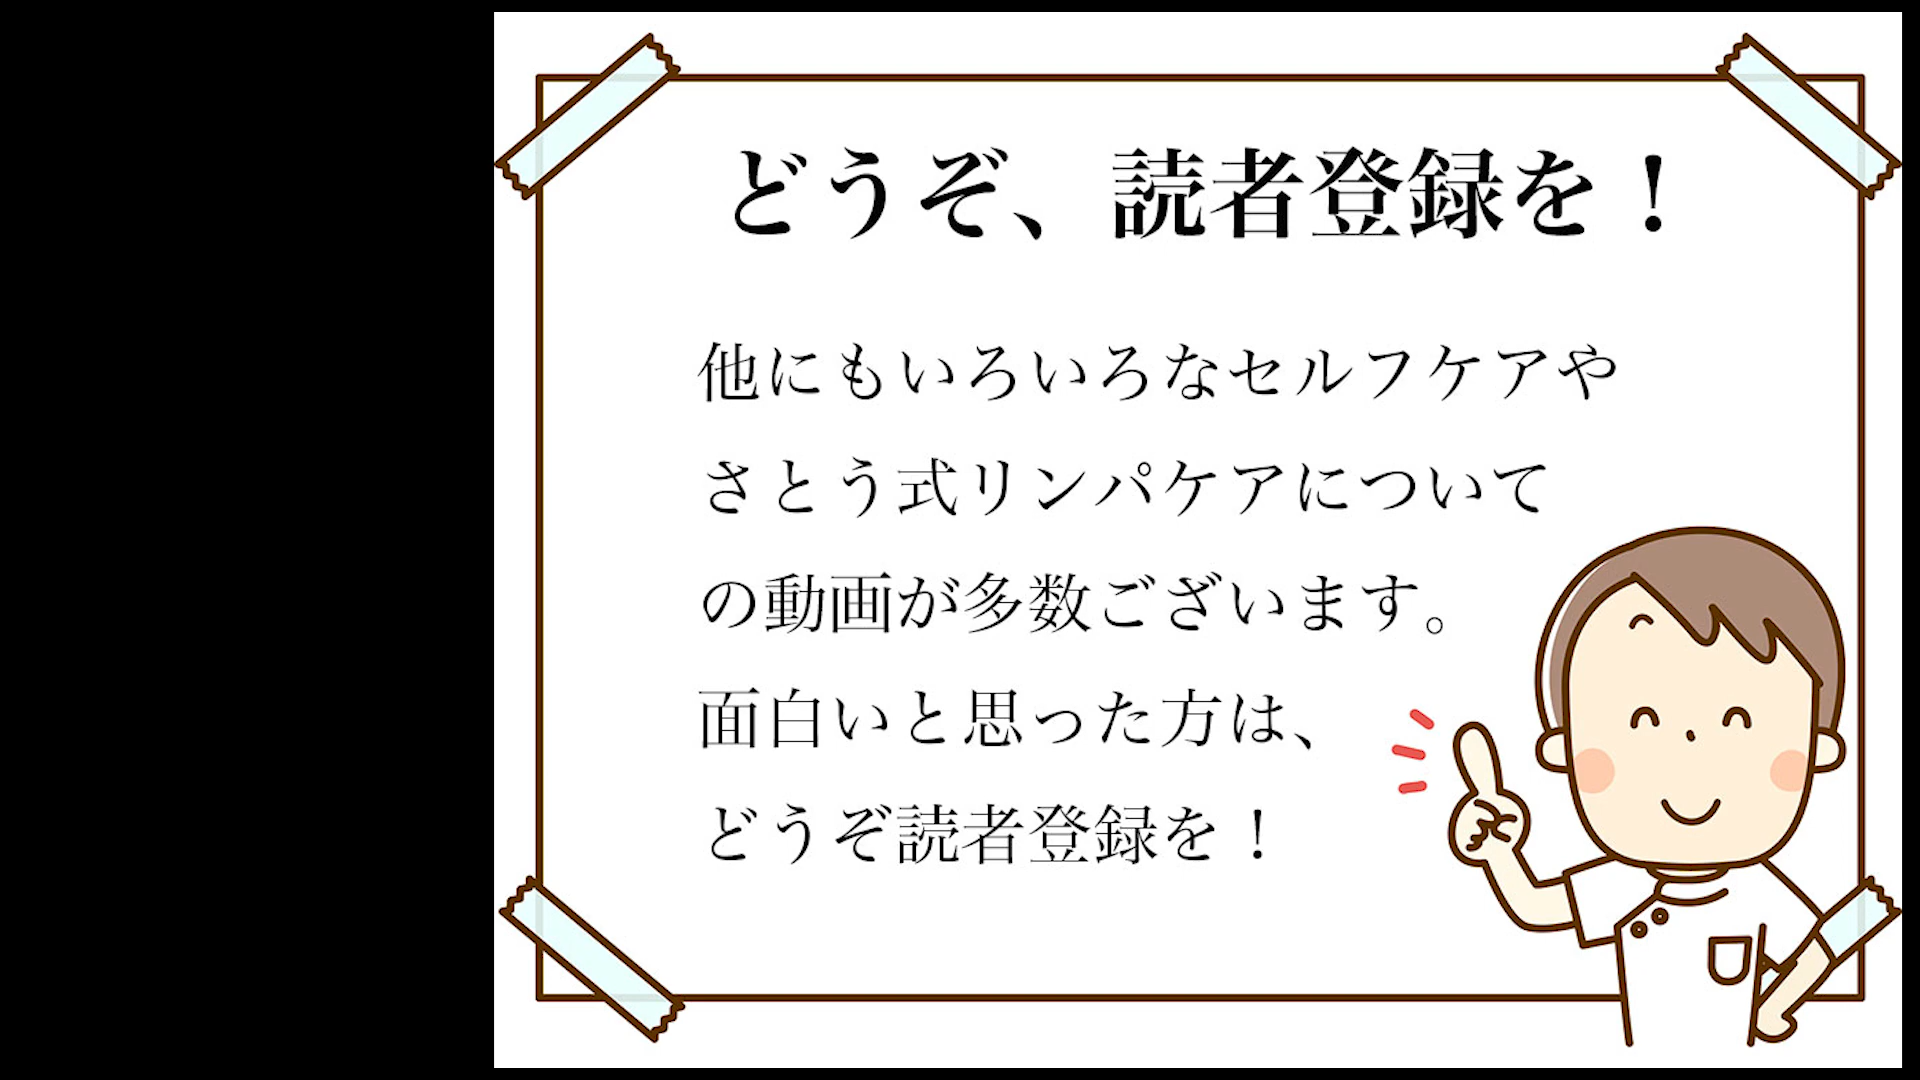 どうぞ、読者登録を！
他にもいろいろなセルフケアや
さとう式リンパケアについて
の動画が多数ございます。
面白いと思った方は、
どうぞ読者登録を！